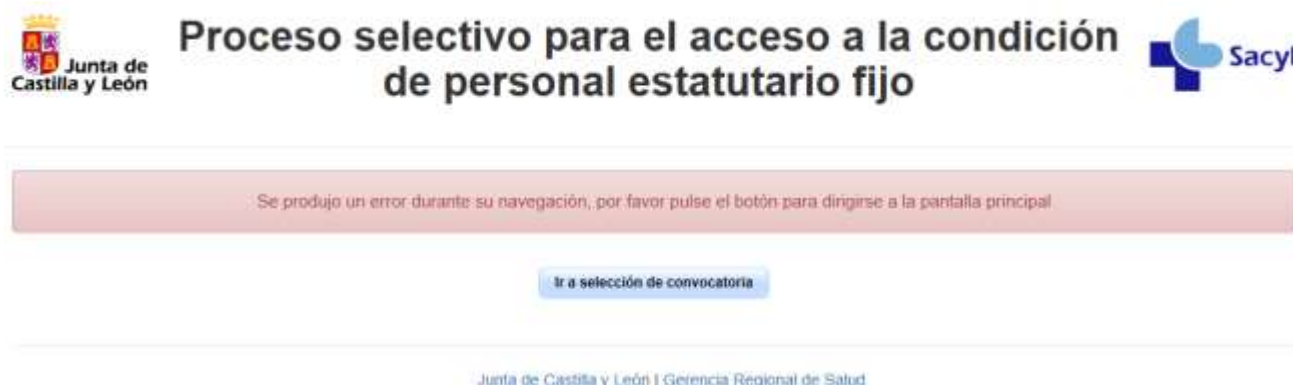 Junta de
Castilla y León
Proceso selectivo para el acceso a la condición
de personal estatutario fijo
Sacyl
Se produjo un error durante su navegación, por favor pulse el botón para dirigirse a la pantalla principal
Ir a selección de convocatoria
Junta de Castilla y León | Gerencia Regional de Salud